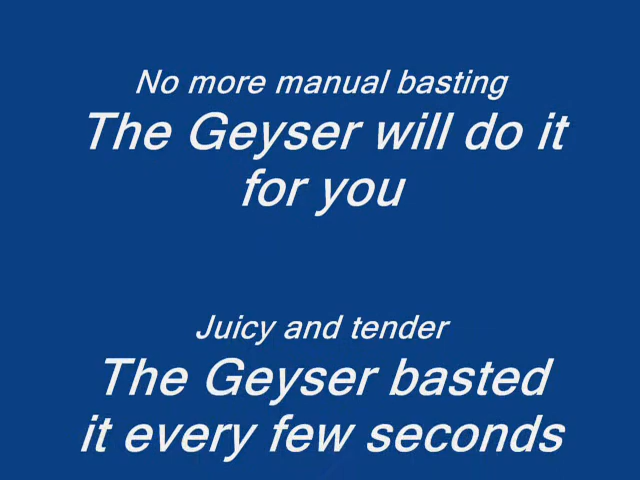 No more manual basting
The Geyser will do it
for you
Juicy and tender
The Geyser basted
it every few seconds